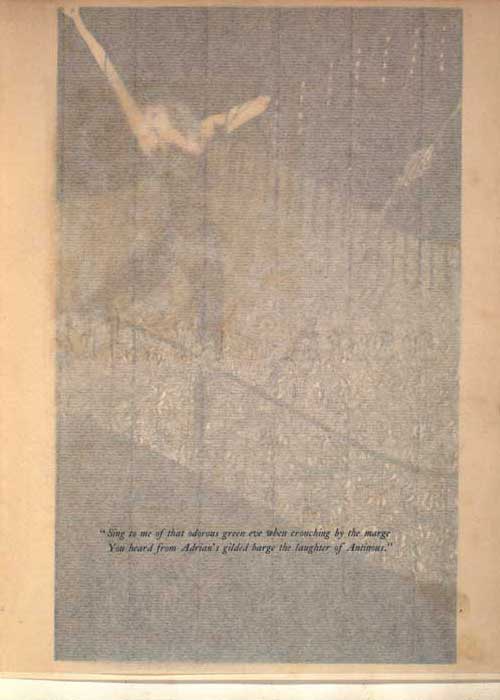 "Sing to me of that odorous green eve when crouching by the marge
You heard from Adrian's gilded barge the laughter of Antinous."